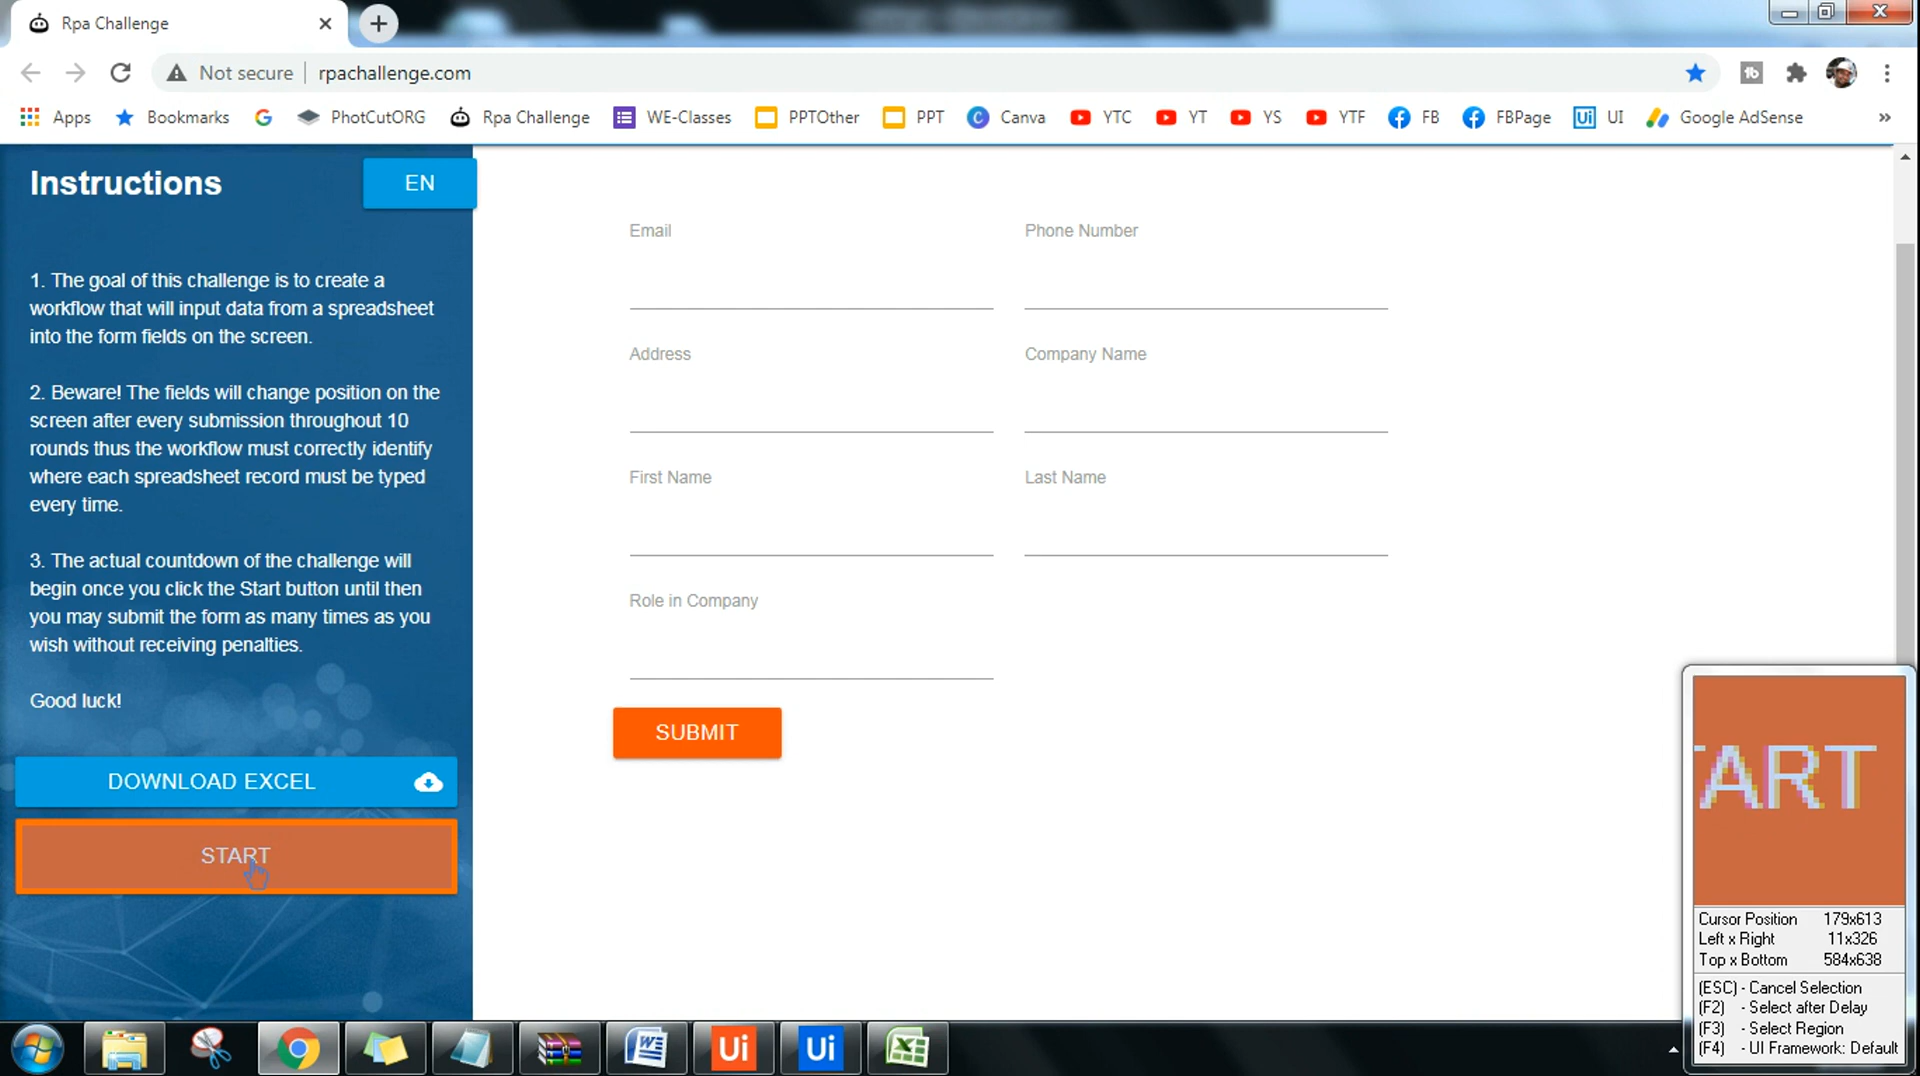 Rpa Challenge
Not secure rpachallenge.com
Apps Bookmarks PhotCutORG Rpa Challenge WE-Classes PPTOther PPT Canva YTC YT YS YTF FB FBPage UI Google AdSense »
Instructions
EN
1. The goal of this challenge is to create a
workflow that will input data from a spreadsheet
into the form fields on the screen.
2. Beware! The fields will change position on the
screen after every submission throughout 10
rounds thus the workflow must correctly identify
where each spreadsheet record must be typed
every time.
3. The actual countdown of the challenge will
begin once you click the Start button until then
you may submit the form as many times as you
wish without receiving penalties.
Good luck!
DOWNLOAD EXCEL
START
Email
Phone Number
Address
Company Name
First Name
Last Name
Role in Company
SUBMIT
TART
Cursor Position 179x613
Left x Right 11x326
Top x Bottom 584x638
(ESC) - Cancel Selection
(F2) - Select after Delay
(F3) - Select Region
(F4) - UI Framework: Default
Ui
Ui